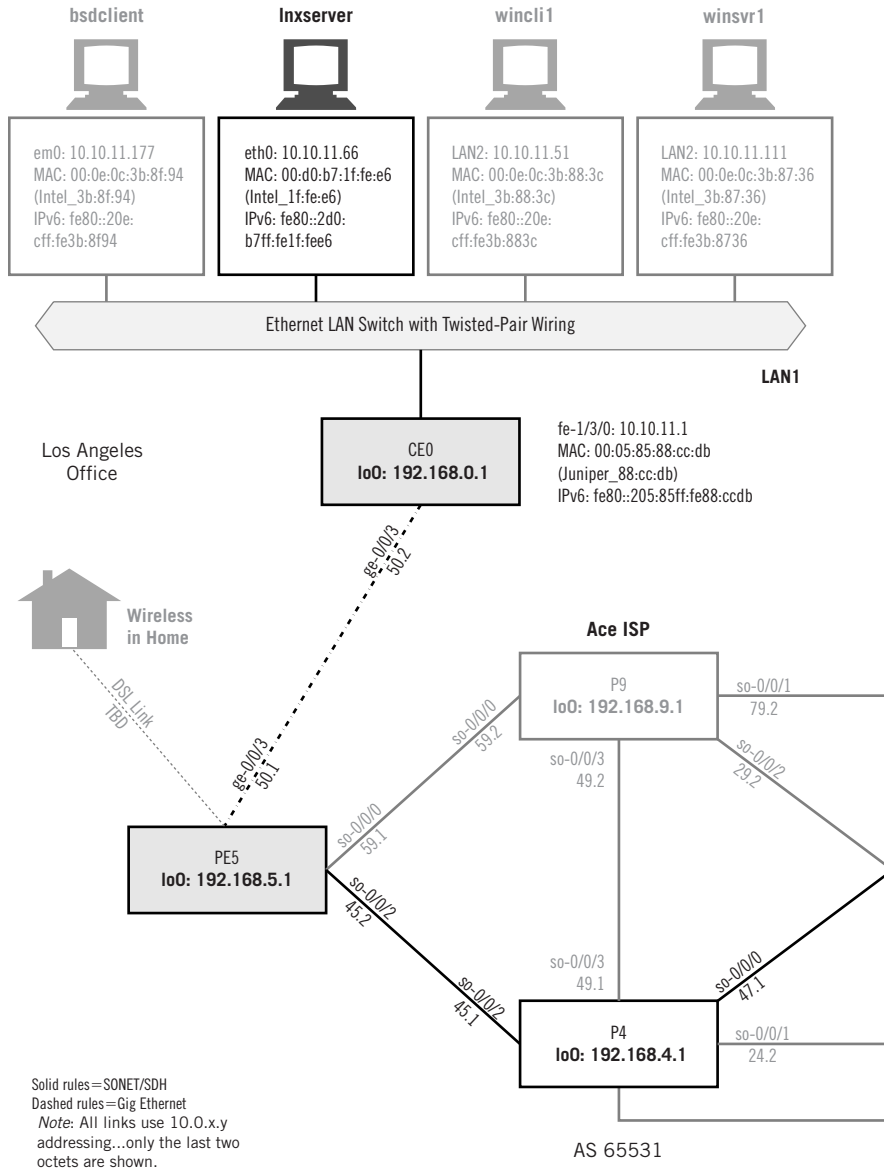 bsdclient
lnxserver
wincli1
winsvr1
em0: 10.10.11.177
MAC: 00:0e:0c:3b:8f:94
(Intel_3b:8f:94)
IPv6: fe80::20e:
cff:fe3b:8f94
eth0: 10.10.11.66
MAC: 00:d0:b7:1f:fe:e6
(Intel_1f:fe:e6)
IPv6: fe80::2d0:
b7ff:fe1f:fee6
LAN2: 10.10.11.51
MAC: 00:0e:0c:3b:88:3c
(Intel_3b:88:3c)
IPv6: fe80::20e:
cff:fe3b:883c
LAN2: 10.10.11.111
MAC: 00:0e:0c:3b:87:36
(Intel_3b:87:36)
IPv6: fe80::20e:
cff:fe3b:8736
Ethernet LAN Switch with Twisted-Pair Wiring
LAN1
Los Angeles
Office
CE0
lo0: 192.168.0.1
fe-1/3/0: 10.10.11.1
MAC: 00:05:85:88:cc:db
(Juniper_88:cc:db)
IPv6: fe80::205:85ff:fe88:ccdb
ge-0/0/3
50.2
Wireless
in Home
DSL Link
TBD
ge-0/0/3
50.1
Ace ISP
P9
lo0: 192.168.9.1
so-0/0/1
79.2
so-0/0/0
59.2
so-0/0/3
49.2
so-0/0/2
29.2
so-0/0/0
59.1
PE5
lo0: 192.168.5.1
so-0/0/2
45.2
so-0/0/2
45.1
so-0/0/3
49.1
so-0/0/0
47.1
P4
lo0: 192.168.4.1
so-0/0/1
24.2
Solid rules=SONET/SDH
Dashed rules=Gig Ethernet
Note: All links use 10.0.x.y
addressing...only the last two
octets are shown.
AS 65531